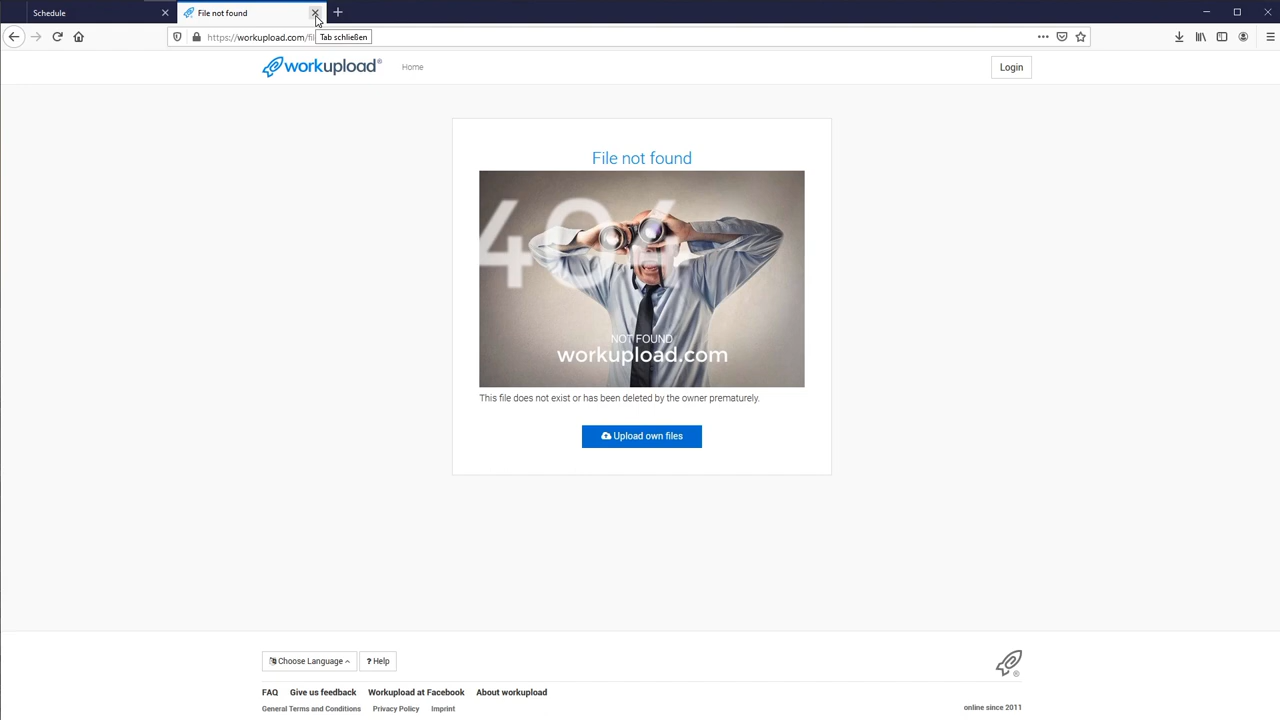 Schedule
File not found
https://workupload.com/fil
Tab schließen
workupload®
Home
Login
File not found
404
NOT FOUND
workupload.com
This file does not exist or has been deleted by the owner prematurely.
Upload own files
Choose Language
? Help
FAQ Give us feedback Workupload at Facebook About workupload
General Terms and Conditions Privacy Policy Imprint
online since 2011